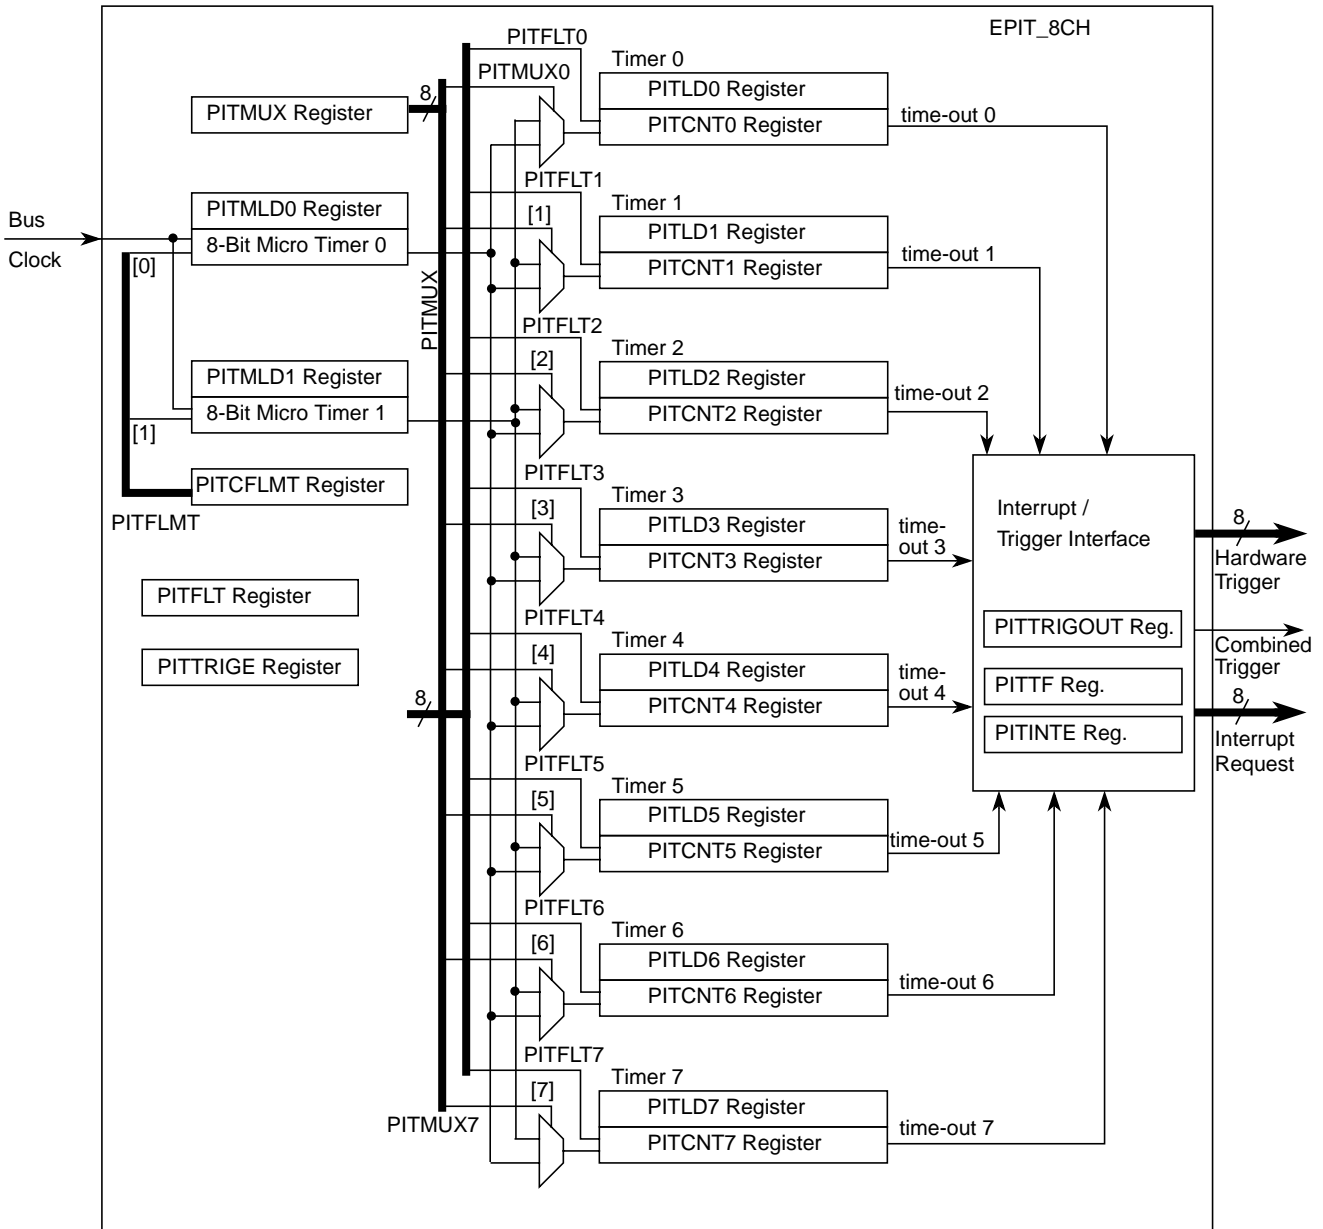 EPIT_8CH
PITFLT0
PITMUX0
Timer 0
PITLD0 Register
PITCNT0 Register
time-out 0
8
PITMUX Register
PITFLT1
[1]
Timer 1
PITLD1 Register
PITCNT1 Register
time-out 1
Bus
Clock
PITMLD0 Register
8-Bit Micro Timer 0
[0]
PITMUX
PITFLT2
[2]
Timer 2
PITLD2 Register
PITCNT2 Register
time-out 2
PITMLD1 Register
8-Bit Micro Timer 1
[1]
PITCFLMT Register
PITFLMT
PITFLT3
[3]
Timer 3
PITLD3 Register
PITCNT3 Register
time-
out 3
Interrupt /
Trigger Interface
8
Hardware
Trigger
PITFLT Register
PITTRIGE Register
PITFLT4
[4]
Timer 4
PITLD4 Register
PITCNT4 Register
time-
out 4
8
PITTRIGOUT Reg.
Combined
Trigger
PITTF Reg.
PITINTE Reg.
8
Interrupt
Request
PITFLT5
[5]
Timer 5
PITLD5 Register
PITCNT5 Register
time-out 5
PITFLT6
[6]
Timer 6
PITLD6 Register
PITCNT6 Register
time-out 6
PITFLT7
[7]
PITMUX7
Timer 7
PITLD7 Register
PITCNT7 Register
time-out 7